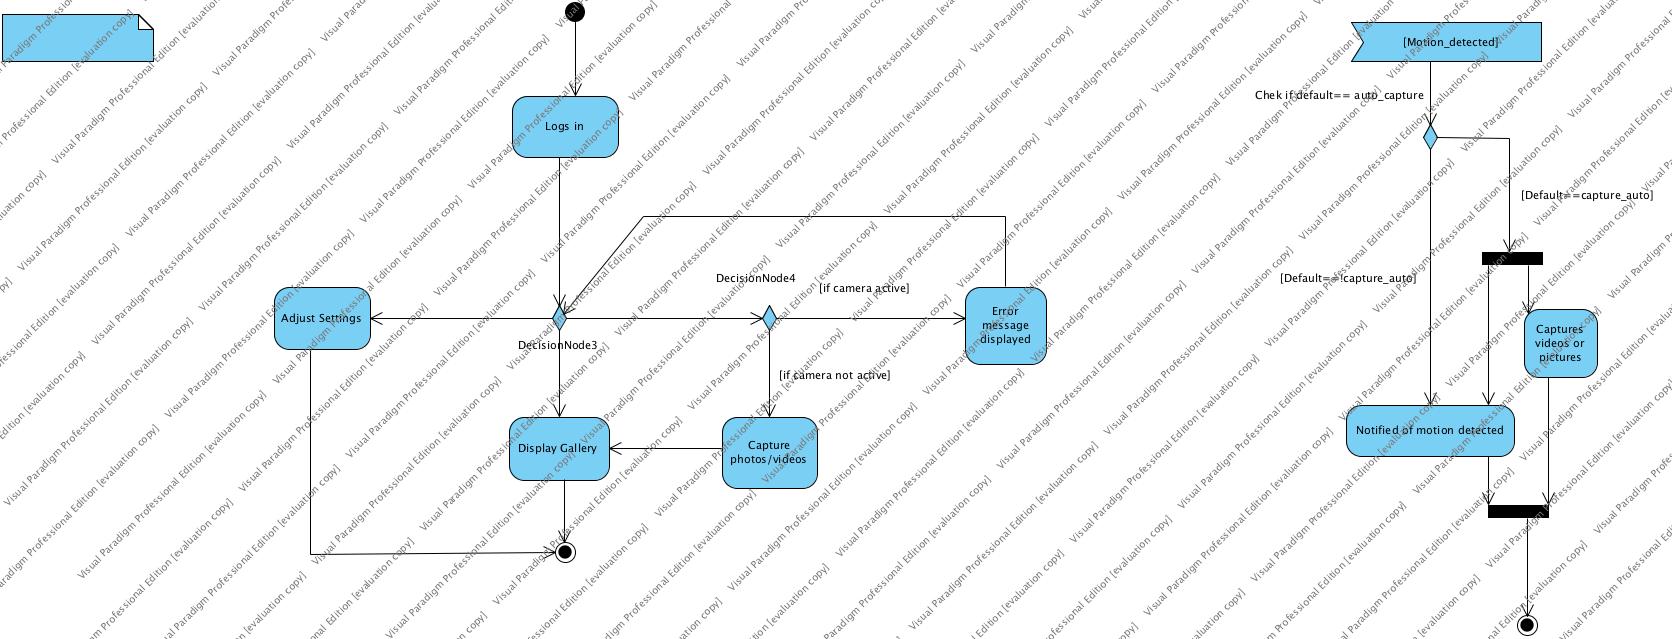 [Motion_detected]
Chek if default== auto_capture
Logs in
[Default==capture_auto]
DecisionNode4
[if camera active]
[Default==!capture_auto]
Adjust Settings
Error
message
displayed
DecisionNode3
Captures
videos or
pictures
[if camera not active]
Display Gallery
Capture
photos/videos
Notified of motion detected
Visual Paradigm Professional Edition [evaluation copy]